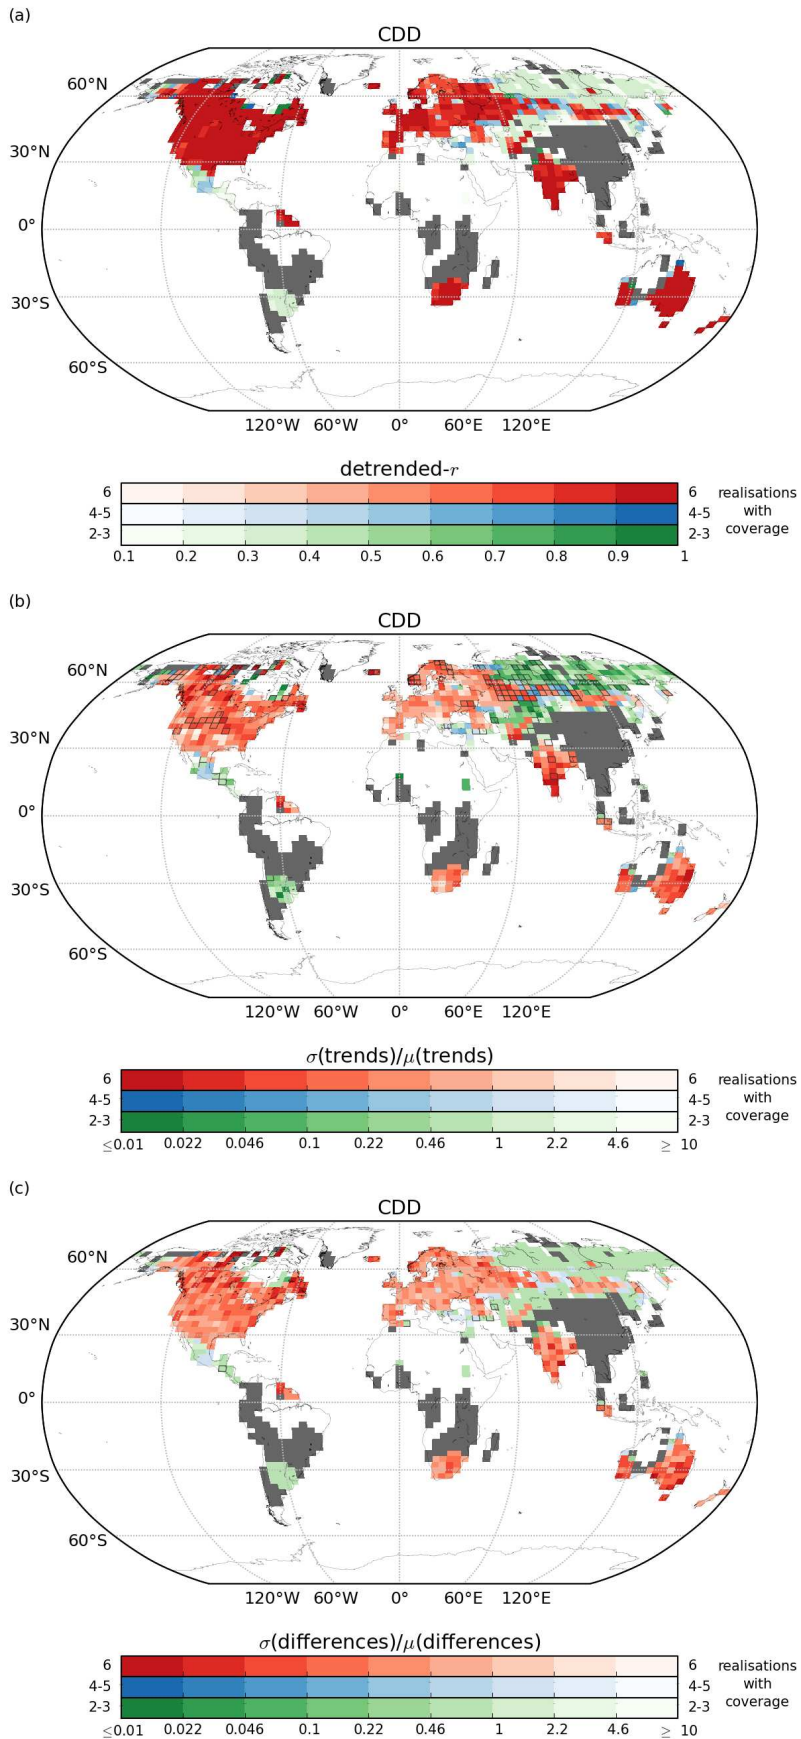 (a)
CDD
60°N
30°N
0°
30°S
60°S
120°W 60°W 0° 60°E 120°E
detrended-r
6 6 realisations
4-5 4-5 with
2-3 2-3 coverage
0.1 0.2 0.3 0.4 0.5 0.6 0.7 0.8 0.9 1
(b)
CDD
60°N
30°N
0°
30°S
60°S
120°W 60°W 0° 60°E 120°E
σ(trends)/μ(trends)
6 6 realisations
4-5 4-5 with
2-3 2-3 coverage
≤0.01 0.022 0.046 0.1 0.22 0.46 1 2.2 4.6 ≥ 10
(c)
CDD
60°N
30°N
0°
30°S
60°S
120°W 60°W 0° 60°E 120°E
σ(differences)/μ(differences)
6 6 realisations
4-5 4-5 with
2-3 2-3 coverage
≤0.01 0.022 0.046 0.1 0.22 0.46 1 2.2 4.6 ≥ 10